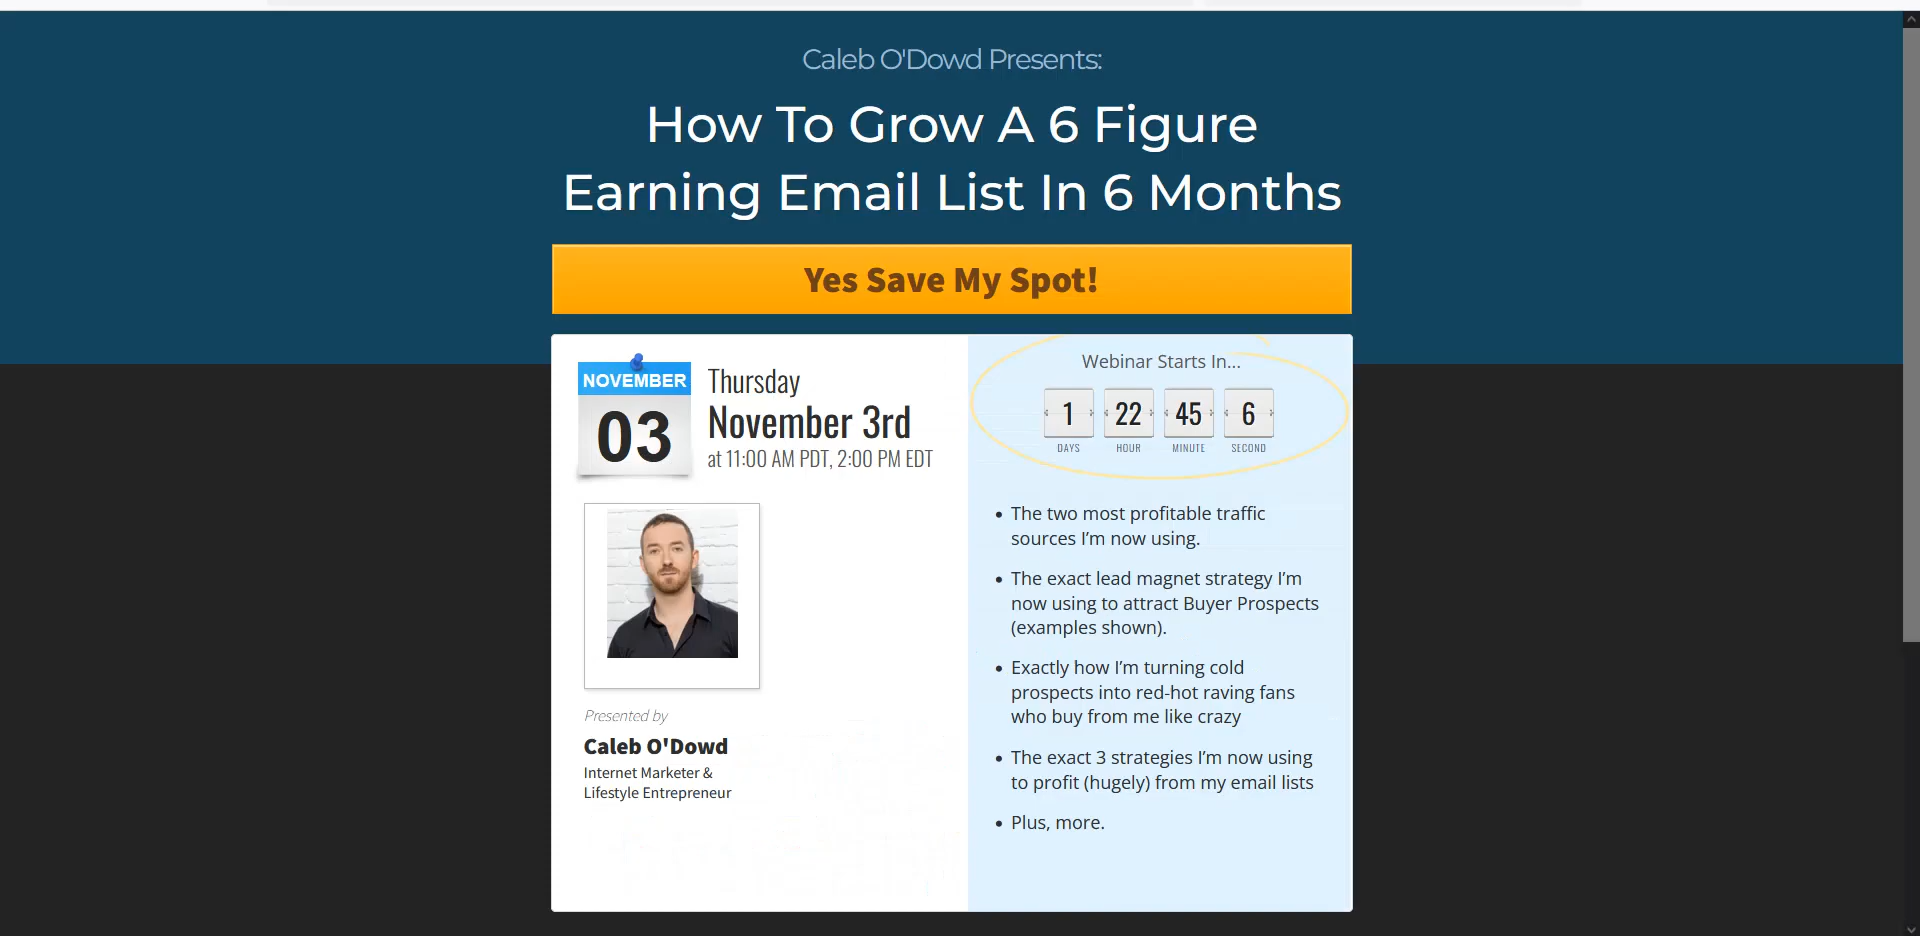 Caleb O'Dowd Presents:
How To Grow A 6 Figure
Earning Email List In 6 Months
Yes Save My Spot!
NOVEMBER
03
Thursday
November 3rd
at 11:00 AM PDT, 2:00 PM EDT
Presented by
Caleb O'Dowd
Internet Marketer &
Lifestyle Entrepreneur
Webinar Starts In...
1 22 45 6
DAYS HOUR MINUTE SECOND
• The two most profitable traffic
sources I’m now using.
• The exact lead magnet strategy I’m
now using to attract Buyer Prospects
(examples shown).
• Exactly how I’m turning cold
prospects into red-hot raving fans
who buy from me like crazy
• The exact 3 strategies I’m now using
to profit (hugely) from my email lists
• Plus, more.